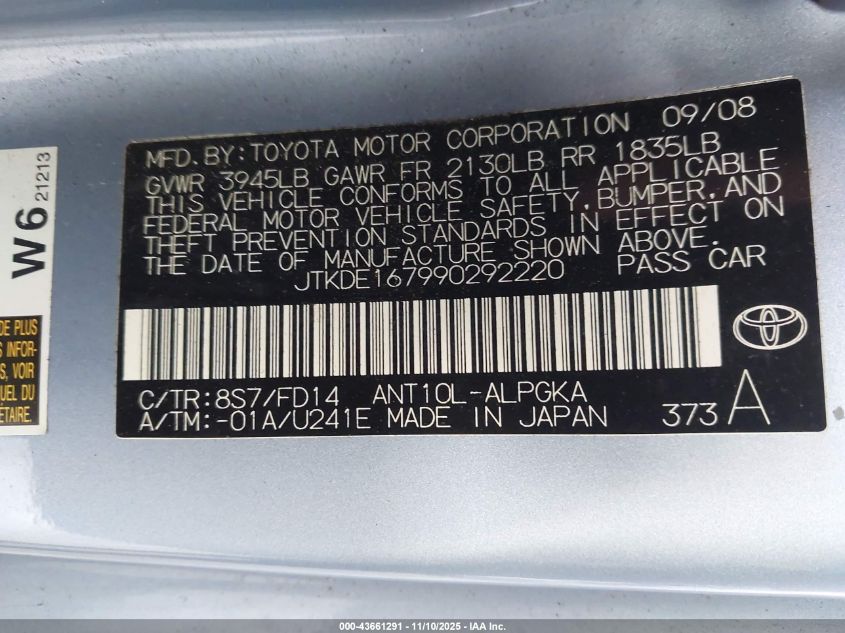 MFD. BY: TOYOTA MOTOR CORPORATION 09/08
GVWR 3945LB GAWR FR 2130LB RR 1835LB
THIS VEHICLE CONFORMS TO ALL APPLICABLE
FEDERAL MOTOR VEHICLE SAFETY, BUMPER, AND
THEFT PREVENTION STANDARDS IN EFFECT ON
THE DATE OF MANUFACTURE SHOWN ABOVE.
JTKDE167990292220 PASS CAR
C/TR: 8S7/FD14 ANT10L-ALPGKA
A/TM: -01A/U241E MADE IN JAPAN 373 A
W6 21213
DE PLUS
INFOR-
S, VOIR
UEL DU
ÉTAIRE.
000-43661291 - 11/10/2025 - IAA Inc.